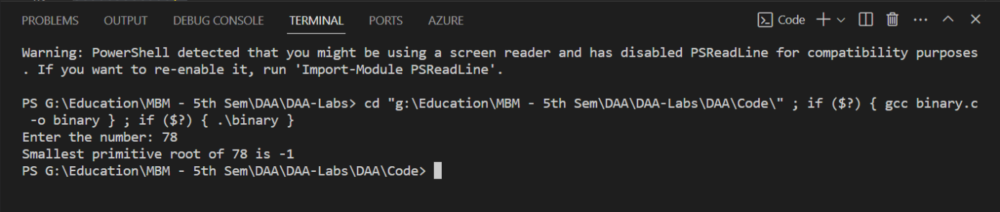 PROBLEMS OUTPUT DEBUG CONSOLE TERMINAL PORTS AZURE Code
Warning: PowerShell detected that you might be using a screen reader and has disabled PSReadLine for compatibility purposes
. If you want to re-enable it, run 'Import-Module PSReadLine'.
PS G:\Education\MBM - 5th Sem\DAA\DAA-Labs> cd "g:\Education\MBM - 5th Sem\DAA\DAA-Labs\DAA\Code\" ; if ($?) { gcc binary.c
-o binary } ; if ($?) { .\binary }
Enter the number: 78
Smallest primitive root of 78 is -1
PS G:\Education\MBM - 5th Sem\DAA\DAA-Labs\DAA\Code>